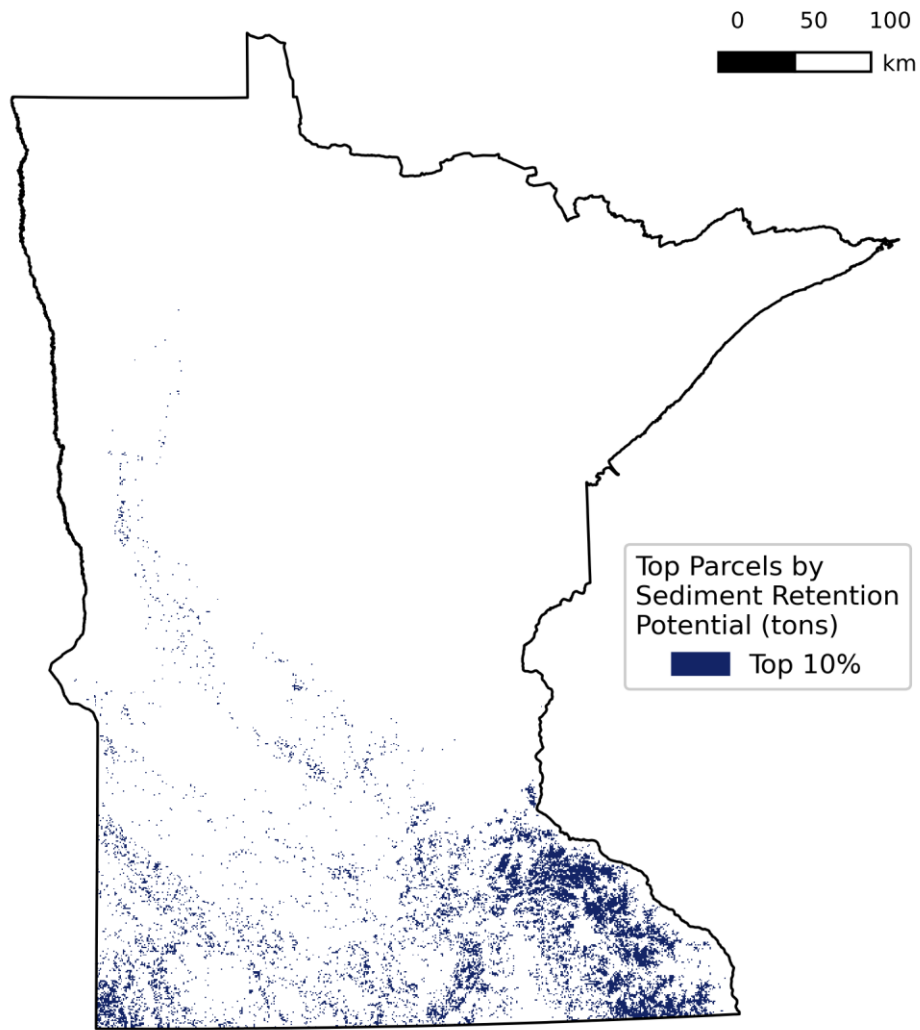 0 50 100
km
Top Parcels by
Sediment Retention
Potential (tons)
Top 10%